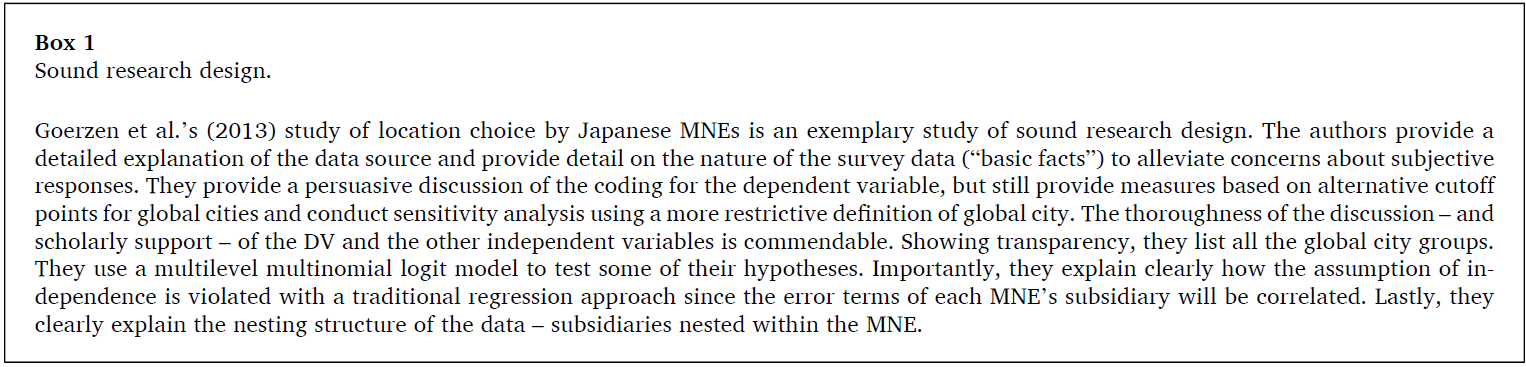 Box 1
Sound research design.
Goerzen et al.’s (2013) study of location choice by Japanese MNEs is an exemplary study of sound research design. The authors provide a
detailed explanation of the data source and provide detail on the nature of the survey data (“basic facts”) to alleviate concerns about subjective
responses. They provide a persuasive discussion of the coding for the dependent variable, but still provide measures based on alternative cutoff
points for global cities and conduct sensitivity analysis using a more restrictive definition of global city. The thoroughness of the discussion – and
scholarly support – of the DV and the other independent variables is commendable. Showing transparency, they list all the global city groups.
They use a multilevel multinomial logit model to test some of their hypotheses. Importantly, they explain clearly how the assumption of in-
dependence is violated with a traditional regression approach since the error terms of each MNE’s subsidiary will be correlated. Lastly, they
clearly explain the nesting structure of the data – subsidiaries nested within the MNE.